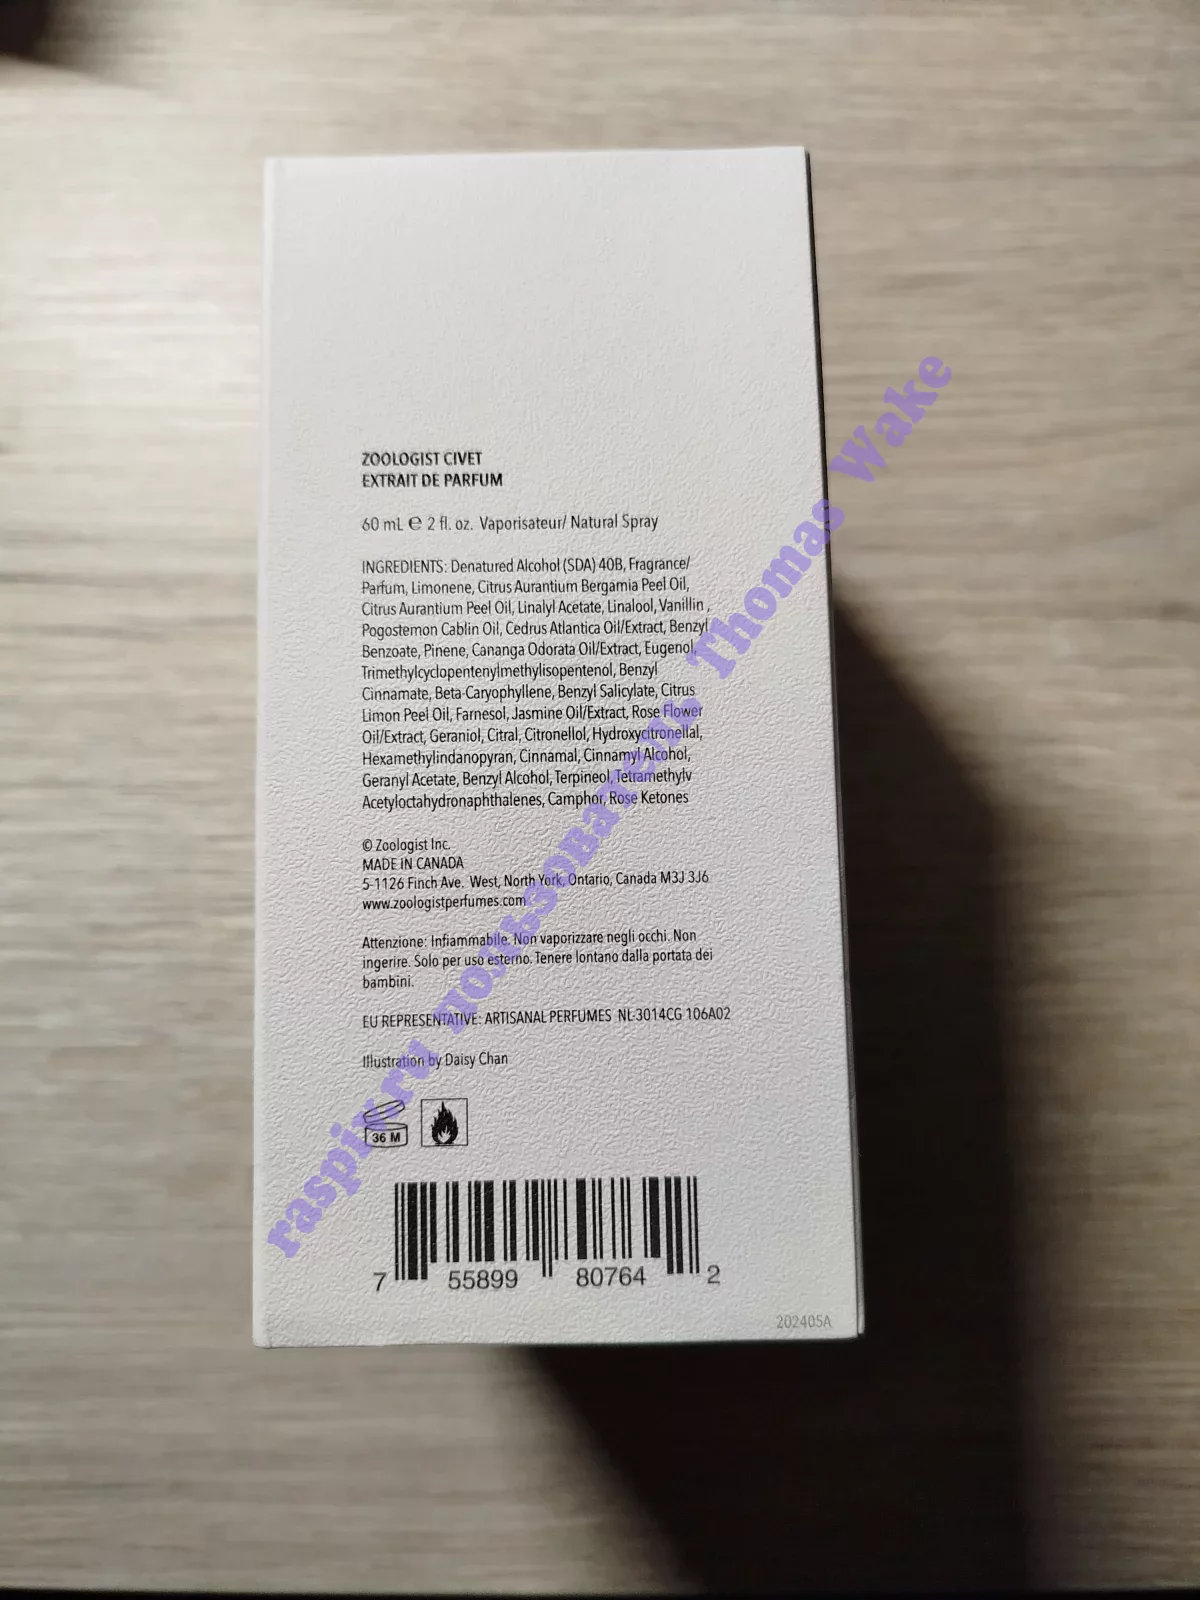 ZOOLOGIST CIVET
EXTRAIT DE PARFUM
60 mL ℮ 2 fl. oz. Vaporisateur/ Natural Spray
INGREDIENTS: Denatured Alcohol (SDA) 40B, Fragrance/
Parfum, Limonene, Citrus Aurantium Bergamia Peel Oil,
Citrus Aurantium Peel Oil, Linalyl Acetate, Linalool, Vanillin ,
Pogostemon Cablin Oil, Cedrus Atlantica Oil/Extract, Benzyl
Benzoate, Pinene, Cananga Odorata Oil/Extract, Eugenol,
Trimethylcyclopentenylmethylisopentenol, Benzyl
Cinnamate, Beta-Caryophyllene, Benzyl Salicylate, Citrus
Limon Peel Oil, Farnesol, Jasmine Oil/Extract, Rose Flower
Oil/Extract, Geraniol, Citral, Citronellol, Hydroxycitronellal,
Hexamethylindanopyran, Cinnamal, Cinnamyl Alcohol,
Geranyl Acetate, Benzyl Alcohol, Terpineol, Tetramethylv
Acetyloctahydronaphthalenes, Camphor, Rose Ketones
© Zoologist Inc.
MADE IN CANADA
5-1126 Finch Ave. West, North York, Ontario, Canada M3J 3J6
www.zoologistperfumes.com
Attenzione: Infiammabile. Non vaporizzare negli occhi. Non
ingerire. Solo per uso esterno. Tenere lontano dalla portata dei
bambini.
EU REPRESENTATIVE: ARTISANAL PERFUMES NL-3014CG 106A02
Illustration by Daisy Chan
36 M
7 55899 80764 2
202405A
raspiv.ru пользователь Thomas Wake